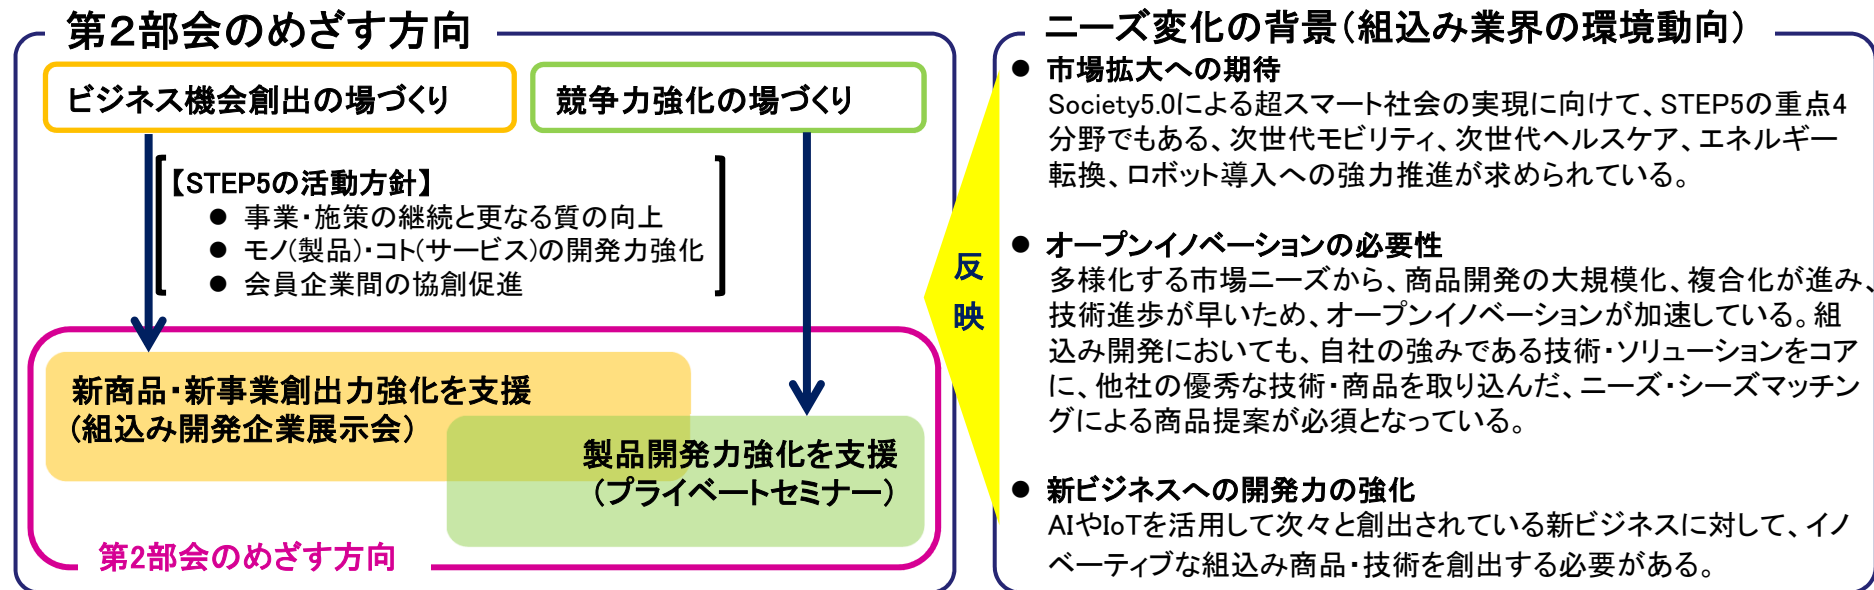 第2部会のめざす方向
ビジネス機会創出の場づくり
競争力強化の場づくり
【STEP5の活動方針】
● 事業・施策の継続と更なる質の向上
● モノ(製品)・コト(サービス)の開発力強化
● 会員企業間の協創促進
新商品・新事業創出力強化を支援
(組込み開発企業展示会)
製品開発力強化を支援
(プライベートセミナー)
第2部会のめざす方向
反
映
ニーズ変化の背景(組込み業界の環境動向)
● 市場拡大への期待
Society5.0による超スマート社会の実現に向けて、STEP5の重点4
分野でもある、次世代モビリティ、次世代ヘルスケア、エネルギー
転換、ロボット導入への強力推進が求められている。
● オープンイノベーションの必要性
多様化する市場ニーズから、商品開発の大規模化、複合化が進み、
技術進歩が早いため、オープンイノベーションが加速している。組
込み開発においても、自社の強みである技術・ソリューションをコア
に、他社の優秀な技術・商品を取り込んだ、ニーズ・シーズマッチン
グによる商品提案が必須となっている。
● 新ビジネスへの開発力の強化
AIやIoTを活用して次々と創出されている新ビジネスに対して、イノ
ベーティブな組込み商品・技術を創出する必要がある。